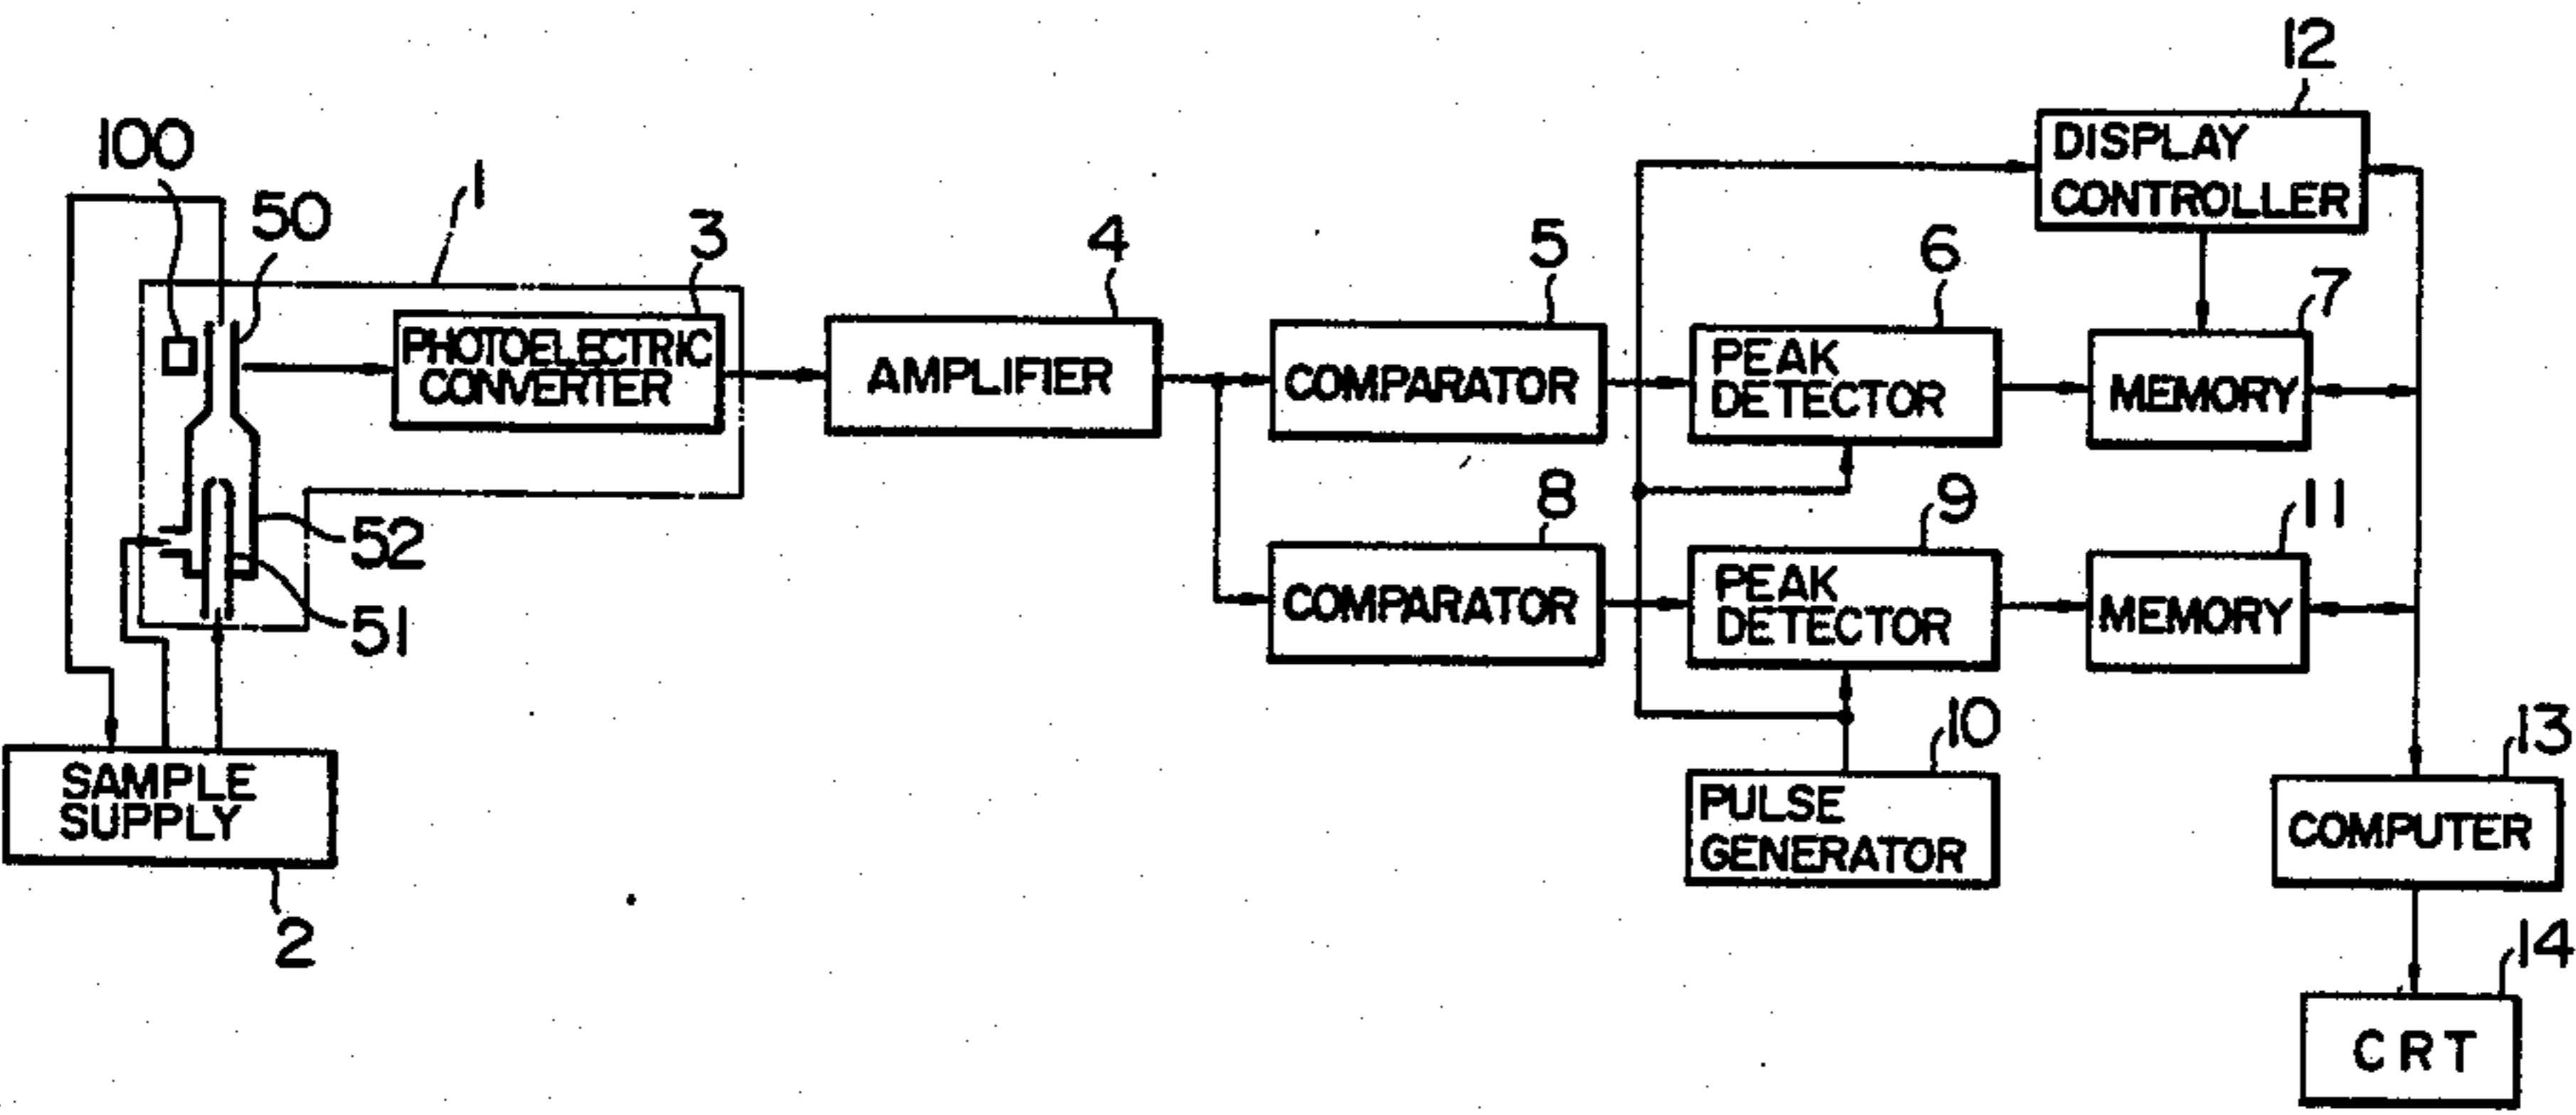 12
DISPLAY
CONTROLLER
100
50
1
3
PHOTOELECTRIC
CONVERTER
4
AMPLIFIER
5
COMPARATOR
6
PEAK
DETECTOR
7
MEMORY
52
51
8
COMPARATOR
9
PEAK
DETECTOR
11
MEMORY
SAMPLE
SUPPLY
2
10
PULSE
GENERATOR
13
COMPUTER
14
CRT